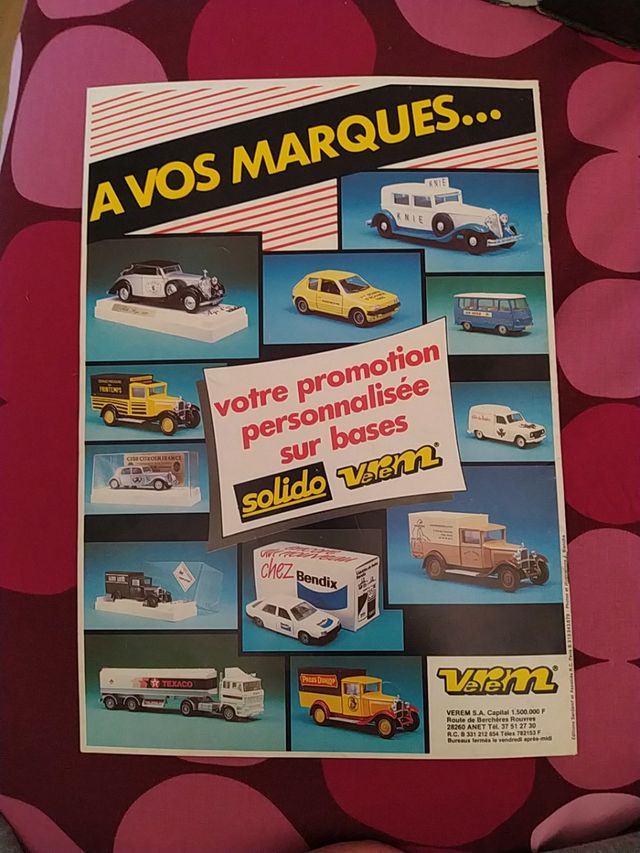 A VOS MARQUES...
KNIE
KNIE
PRINTEMPS
votre promotion
personnalisée
sur bases
solido
verem
chez
Bendix
TEXACO
verem
VEREM S.A. Capital 1.500.000 F
Route de Berchères Rouvres
28260 ANET Tél. 37 51 27 30
R.C. B 331 212 654 Télex 782153 F
Bureaux fermés le vendredi après-midi